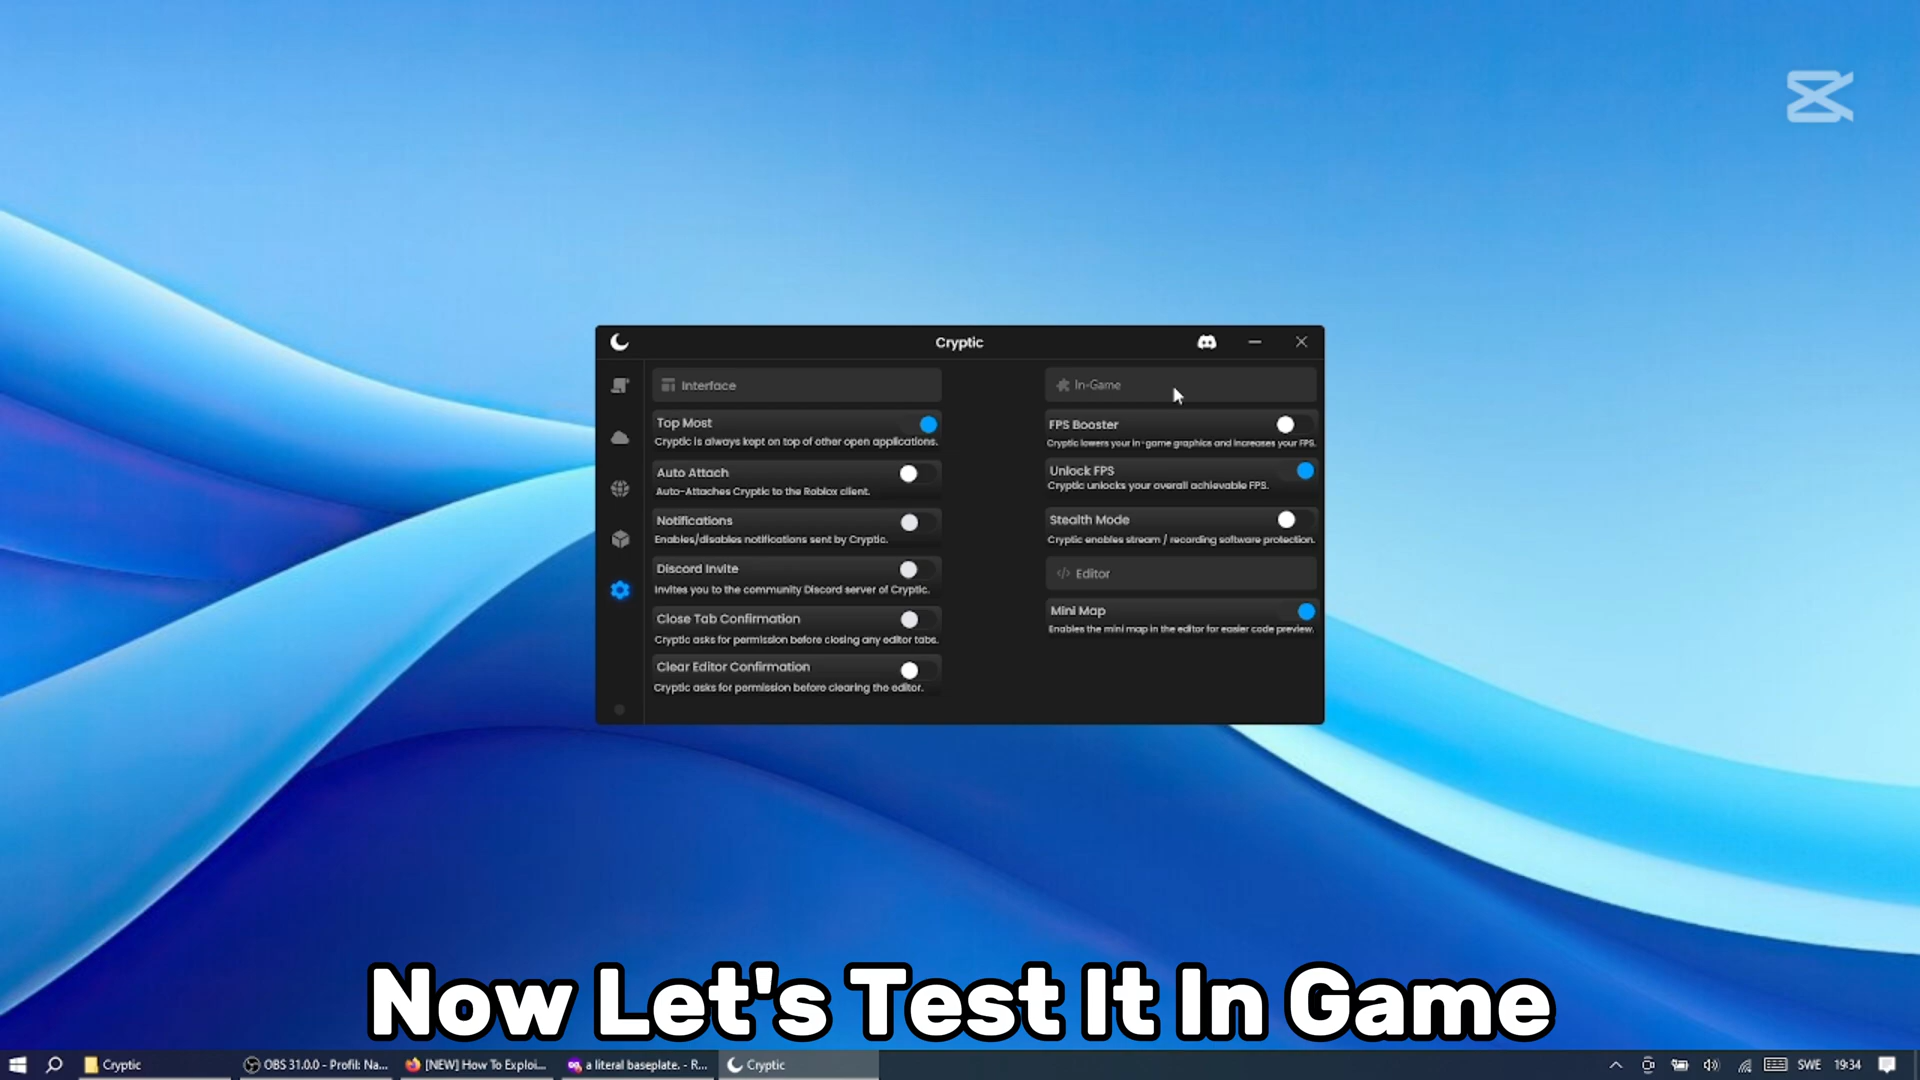 Cryptic
Interface
Top Most
Cryptic is always kept on top of other open applications.
Auto Attach
Auto-Attaches Cryptic to the Roblox client.
Notifications
Enables/disables notifications sent by Cryptic.
Discord Invite
Invites you to the community Discord server of Cryptic.
Close Tab Confirmation
Cryptic asks for permission before closing any editor tabs.
Clear Editor Confirmation
Cryptic asks for permission before clearing the editor.
In-Game
FPS Booster
Cryptic lowers your in-game graphics and increases your FPS.
Unlock FPS
Cryptic unlocks your overall achievable FPS.
Stealth Mode
Cryptic enables stream / recording software protection.
</> Editor
Mini Map
Enables the mini map in the editor for easier code preview.
Now Let's Test It In Game
Cryptic
OBS 31.0.0 - Profil: Na...
[NEW] How To Exploi...
a literal baseplate. - R...
Cryptic
SWE
19:34